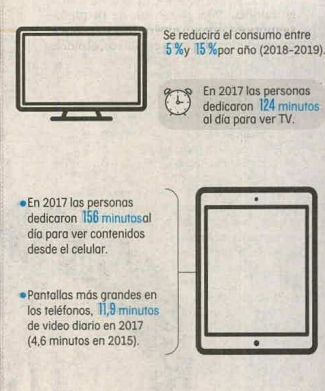 Se reducirá el consumo entre
5 %y 15 %por año (2018-2019).
En 2017 las personas
dedicaron 124 minutos
al día para ver TV.
En 2017 las personas
dedicaron 156 minutosal
día para ver contenidos
desde el celular.
Pantallas más grandes en
los teléfonos, 11,9 minutos
de video diario en 2017
(4,6 minutos en 2015).